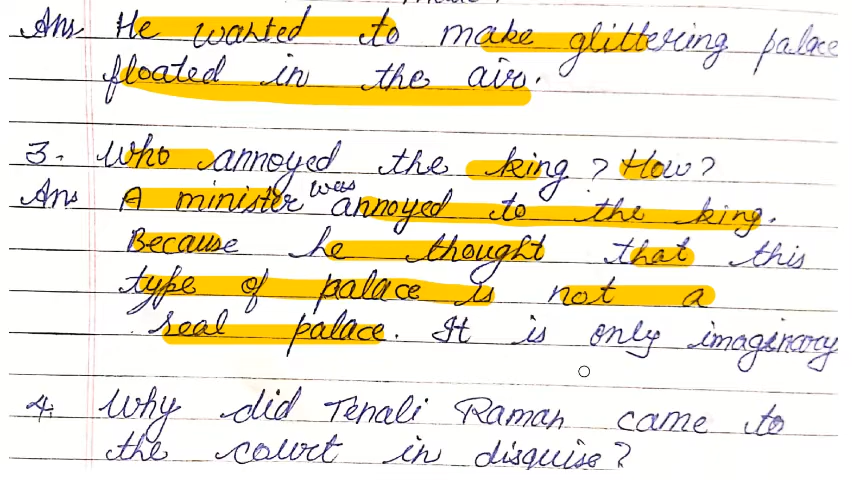 Ans He wanted to make glittering palace
floated in the air.
3. Who annoyed the king? How?
Ans A minister was annoyed to the king.
Because he thought that this
type of palace is not a
real palace. It is only imaginary
4. Why did Tenali Raman came to
the court in disguise?